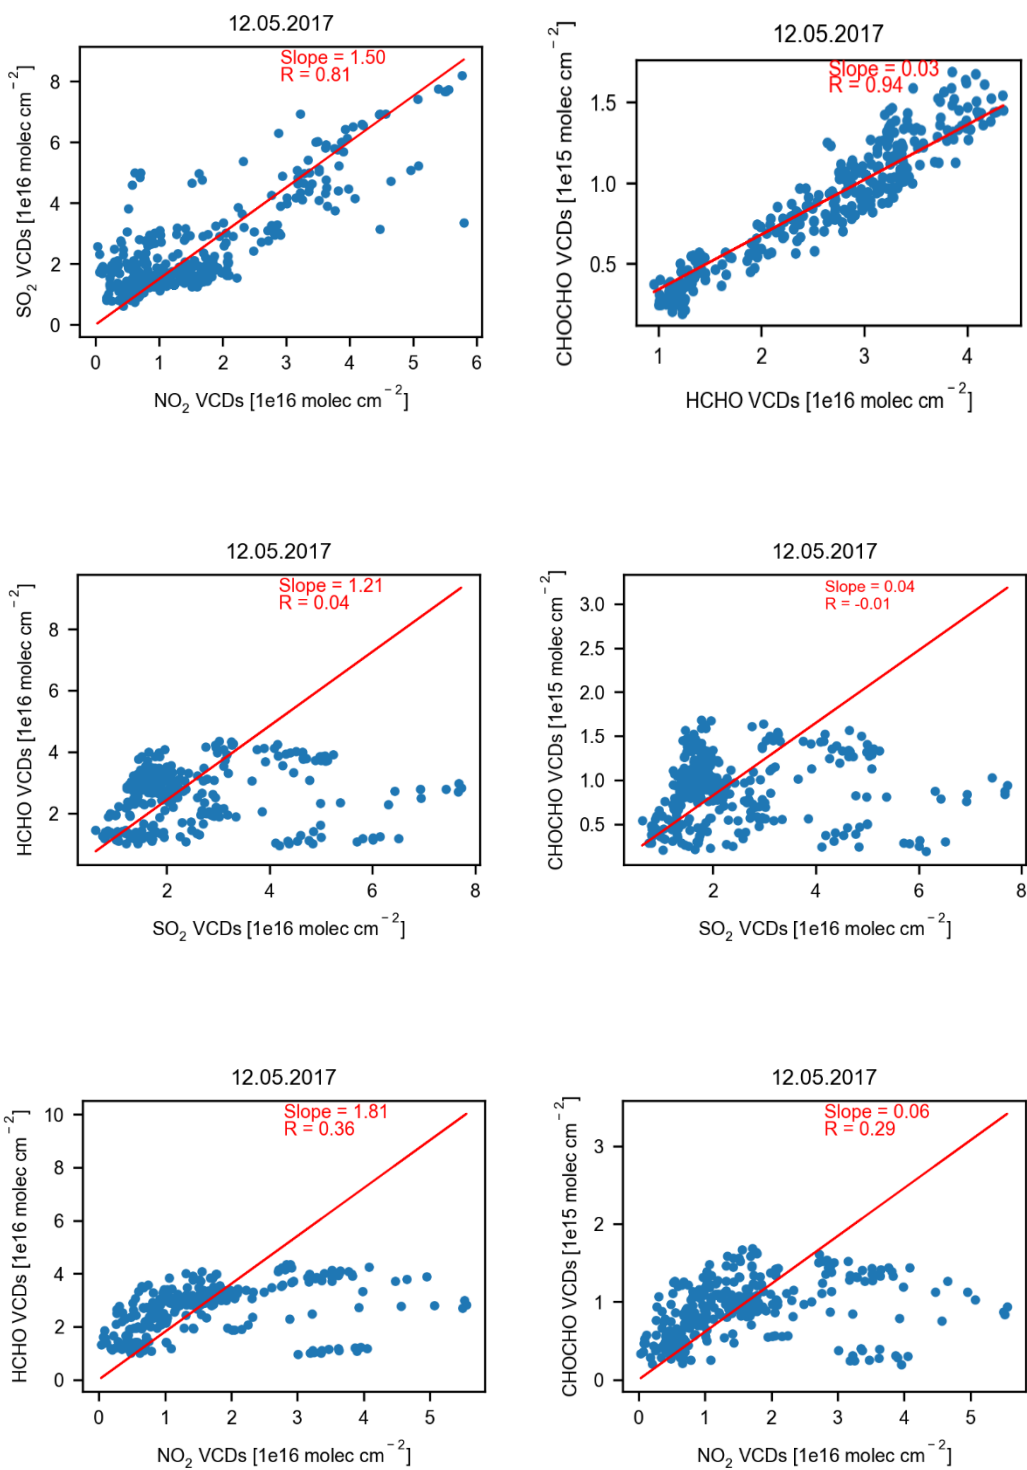 12.05.2017
Slope = 1.50
R = 0.81
SO₂ VCDs [1e16 molec cm⁻²]
8
6
4
2
0
0 1 2 3 4 5 6
NO₂ VCDs [1e16 molec cm⁻²]
12.05.2017
Slope = 0.03
R = 0.94
CHOCHO VCDs [1e15 molec cm⁻²]
1.5
1.0
0.5
1 2 3 4
HCHO VCDs [1e16 molec cm⁻²]
12.05.2017
Slope = 1.21
R = 0.04
HCHO VCDs [1e16 molec cm⁻²]
8
6
4
2
2 4 6 8
SO₂ VCDs [1e16 molec cm⁻²]
12.05.2017
Slope = 0.04
R = -0.01
CHOCHO VCDs [1e15 molec cm⁻²]
3.0
2.5
2.0
1.5
1.0
0.5
2 4 6 8
SO₂ VCDs [1e16 molec cm⁻²]
12.05.2017
Slope = 1.81
R = 0.36
HCHO VCDs [1e16 molec cm⁻²]
10
8
6
4
2
0
0 1 2 3 4 5
NO₂ VCDs [1e16 molec cm⁻²]
12.05.2017
Slope = 0.06
R = 0.29
CHOCHO VCDs [1e15 molec cm⁻²]
3
2
1
0
0 1 2 3 4 5
NO₂ VCDs [1e16 molec cm⁻²]